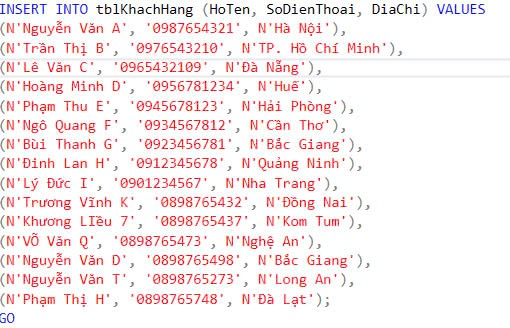 INSERT INTO tblKhachHang (HoTen, SoDienThoai, DiaChi) VALUES
(N'Nguyễn Văn A', '0987654321', N'Hà Nội'),
(N'Trần Thị B', '0976543210', N'TP. Hồ Chí Minh'),
(N'Lê Văn C', '0965432109', N'Đà Nẵng'),
(N'Hoàng Minh D', '0956781234', N'Huế'),
(N'Phạm Thu E', '0945678123', N'Hải Phòng'),
(N'Ngô Quang F', '0934567812', N'Cần Thơ'),
(N'Bùi Thanh G', '0923456781', N'Bắc Giang'),
(N'Đinh Lan H', '0912345678', N'Quảng Ninh'),
(N'Lý Đức I', '0901234567', N'Nha Trang'),
(N'Trương Vĩnh K', '0898765432', N'Đồng Nai'),
(N'Khương LIều 7', '0898765437', N'Kom Tum'),
(N'VÕ Văn Q', '0898765473', N'Nghệ An'),
(N'Nguyễn Văn D', '0898765498', N'Bắc Giang'),
(N'Nguyễn Văn T', '0898765273', N'Long An'),
(N'Phạm Thị H', '0898765748', N'Đà Lạt');
GO